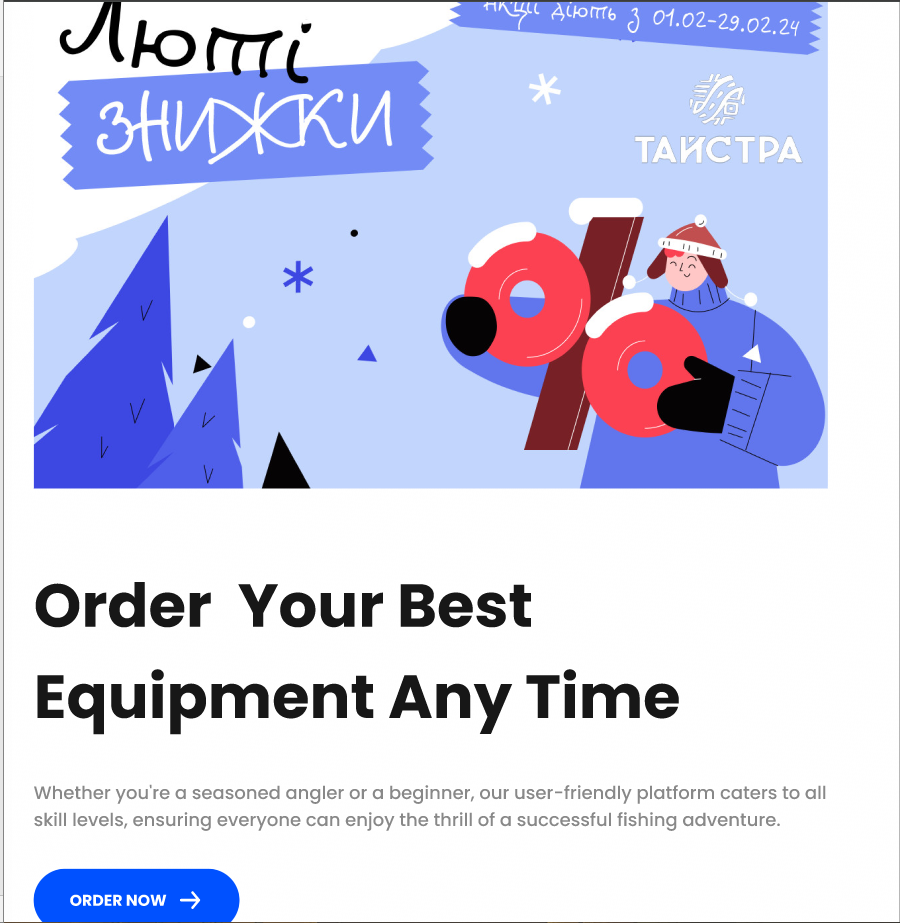 Люті
ЗНИЖКИ
Акції діють з 01.02-29.02.24
ТАЙСТРА
Order Your Best
Equipment Any Time
Whether you're a seasoned angler or a beginner, our user-friendly platform caters to all
skill levels, ensuring everyone can enjoy the thrill of a successful fishing adventure.
ORDER NOW